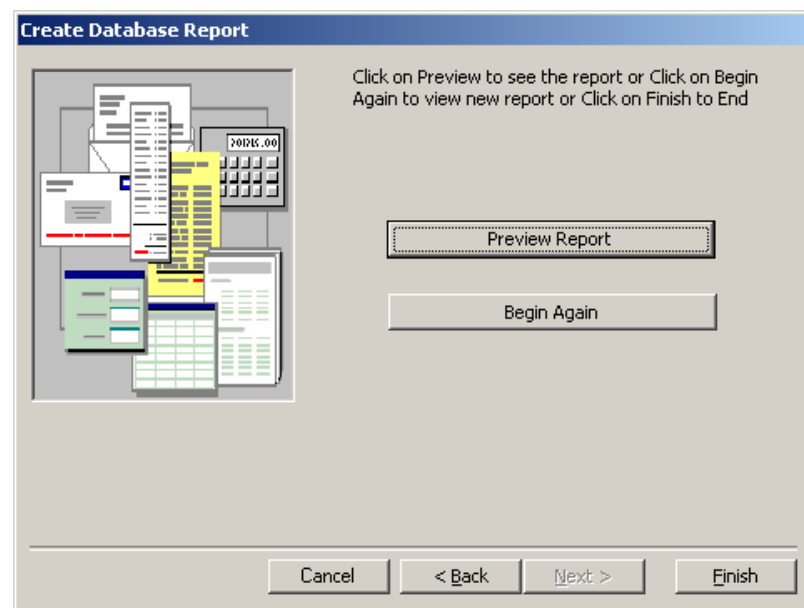 Create Database Report
Click on Preview to see the report or Click on Begin
Again to view new report or Click on Finish to End
Preview Report
Begin Again
Cancel
< Back
Next >
Finish